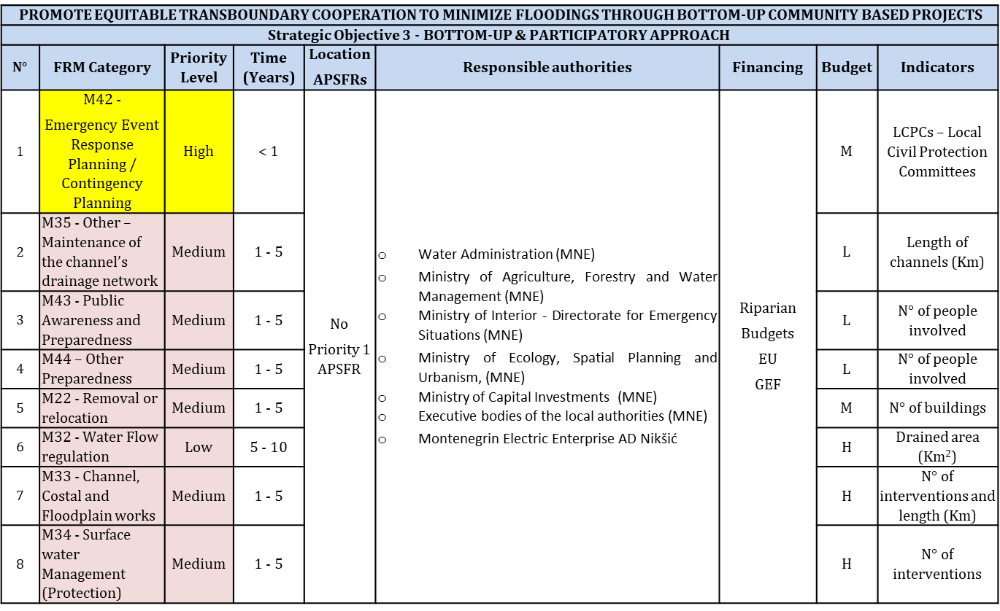 PROMOTE EQUITABLE TRANSBOUNDARY COOPERATION TO MINIMIZE FLOODINGS THROUGH BOTTOM-UP COMMUNITY BASED PROJECTS
Strategic Objective 3 - BOTTOM-UP & PARTICIPATORY APPROACH
N°
FRM Category
Priority
Level
Time
(Years)
Location
APSFRs
Responsible authorities
Financing
Budget
Indicators
1
M42 -
Emergency Event
Response
Planning /
Contingency
Planning
High
< 1
No
Priority 1
APSFR
o Water Administration (MNE)
o Ministry of Agriculture, Forestry and Water
Management (MNE)
o Ministry of Interior - Directorate for Emergency
Situations (MNE)
o Ministry of Ecology, Spatial Planning and
Urbanism, (MNE)
o Ministry of Capital Investments (MNE)
o Executive bodies of the local authorities (MNE)
o Montenegrin Electric Enterprise AD Nikšić
Riparian
Budgets
EU
GEF
M
LCPCs – Local
Civil Protection
Committees
2
M35 - Other –
Maintenance of
the channel’s
drainage network
Medium
1 - 5
L
Length of
channels (Km)
3
M43 - Public
Awareness and
Preparedness
Medium
1 - 5
L
N° of people
involved
4
M44 – Other
Preparedness
Medium
1 - 5
L
N° of people
involved
5
M22 - Removal or
relocation
Medium
1 - 5
M
N° of buildings
6
M32 - Water Flow
regulation
Low
5 - 10
H
Drained area
(Km²)
7
M33 - Channel,
Costal and
Floodplain works
Medium
1 - 5
H
N° of
interventions and
length (Km)
8
M34 - Surface
water
Management
(Protection)
Medium
1 - 5
H
N° of
interventions